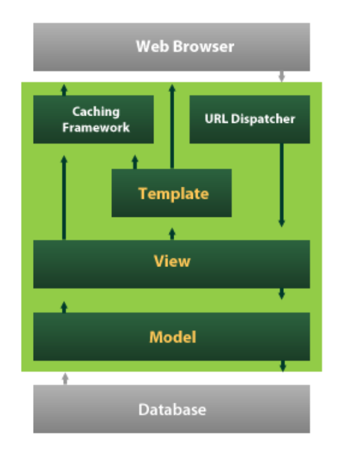 Web Browser
Caching
Framework
URL Dispatcher
Template
View
Model
Database